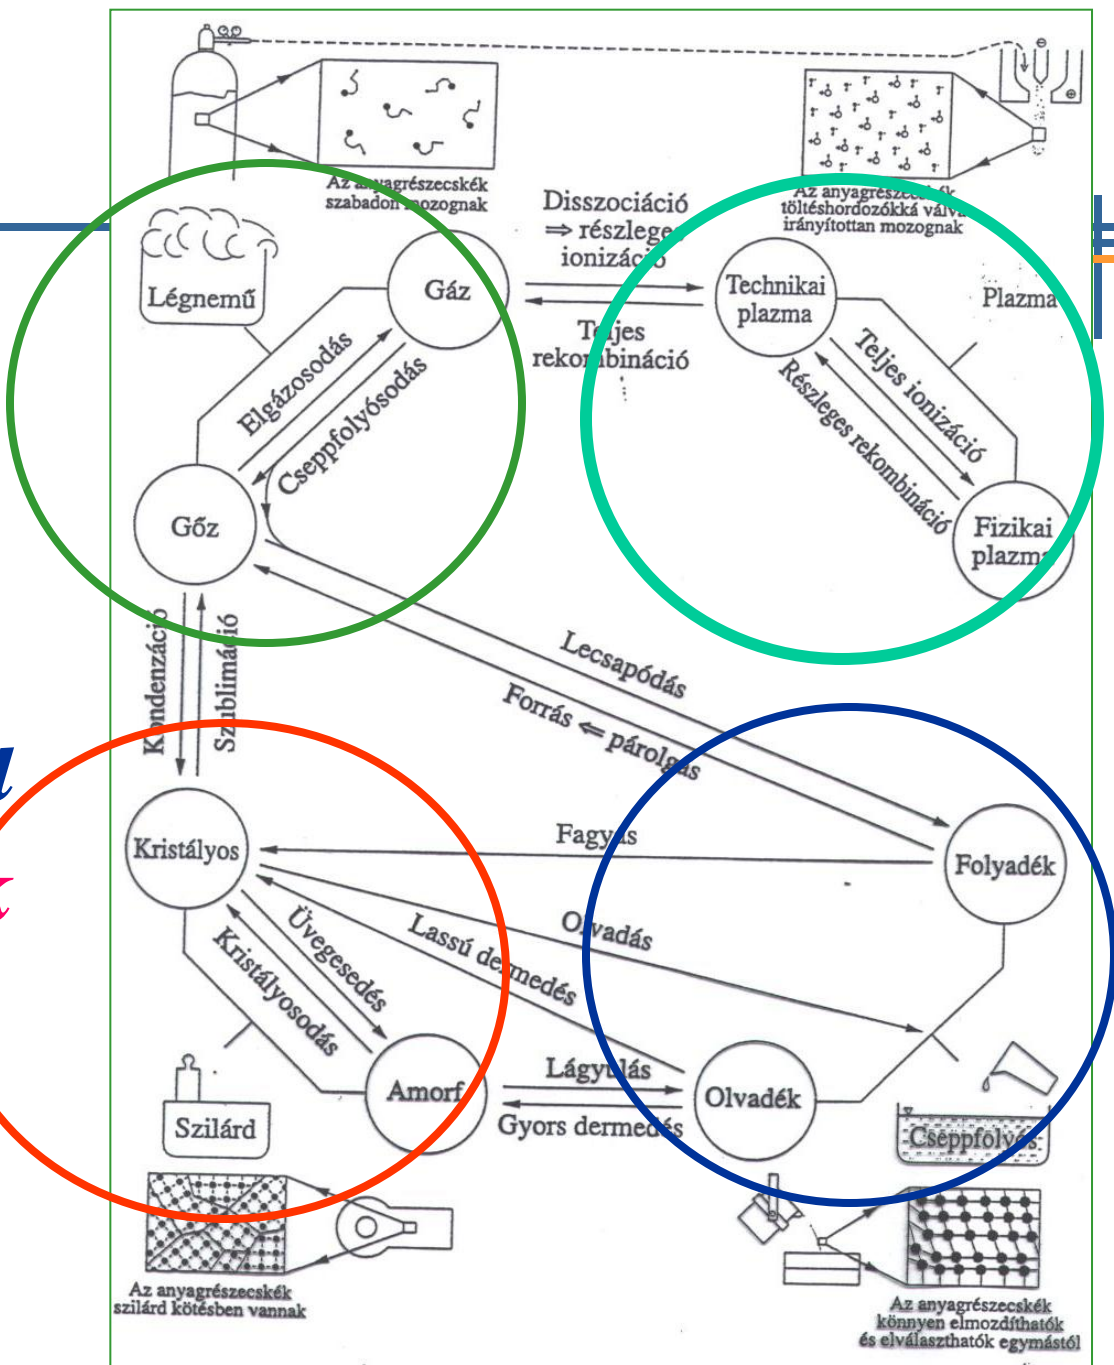 Az anyagrészecskék
szabadon mozognak
Az anyagrészecskék
töltéshordozókká válva
irányítottan mozognak
Disszociáció
⇒ részleges
ionizáció
Légnemű
Gáz
Technikai
plazma
Plazma
Teljes
rekombináció
Elgázosodás
Cseppfolyósodás
Teljes ionizáció
Részleges rekombináció
Gőz
Fizikai
plazma
Kondenzáció
Szublimáció
Lecsapódás
Forrás ⇐ párolgás
Kristályos
Fagyás
Folyadék
Olvadás
Lassú dermedés
Üvegesedés
Kristályosodás
Lágyulás
Amorf
Olvadék
Gyors dermedés
Szilárd
Cseppfolyós
Az anyagrészecskék
szilárd kötésben vannak
Az anyagrészecskék
könnyen elmozdíthatók
és elválaszthatók egymástól